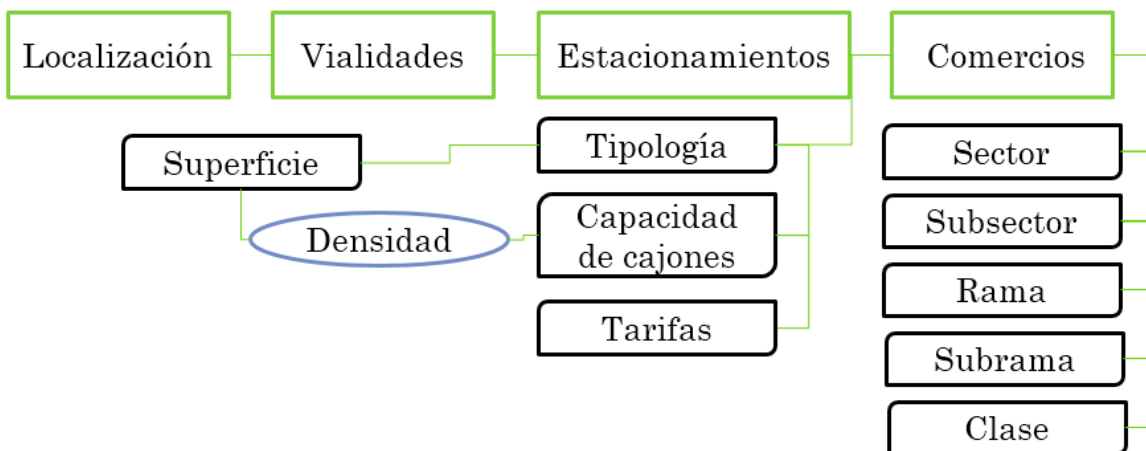 Localización
Vialidades
Estacionamientos
Comercios
Superficie
Densidad
Tipología
Capacidad
de cajones
Tarifas
Sector
Subsector
Rama
Subrama
Clase